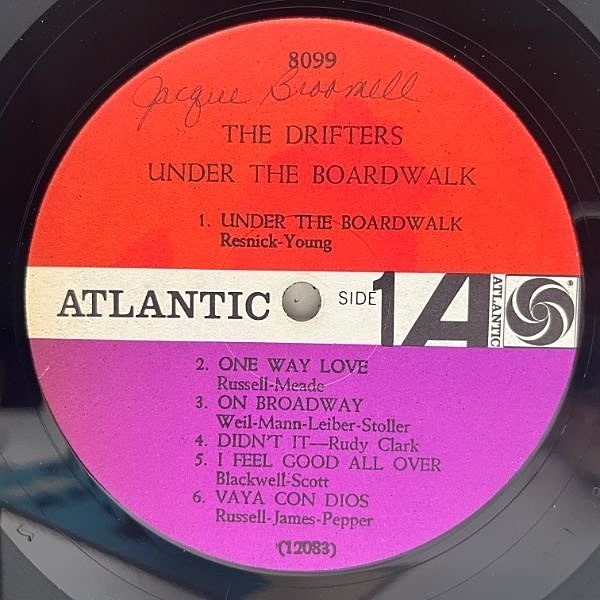 8099
Jacque Broomell
THE DRIFTERS
UNDER THE BOARDWALK
1. UNDER THE BOARDWALK
Resnick-Young
ATLANTIC SIDE 1A ATLANTIC ®
2. ONE WAY LOVE
Russell-Meade
3. ON BROADWAY
Weil-Mann-Leiber-Stoller
4. DIDN'T IT—Rudy Clark
5. I FEEL GOOD ALL OVER
Blackwell-Scott
6. VAYA CON DIOS
Russell-James-Pepper
(12083)